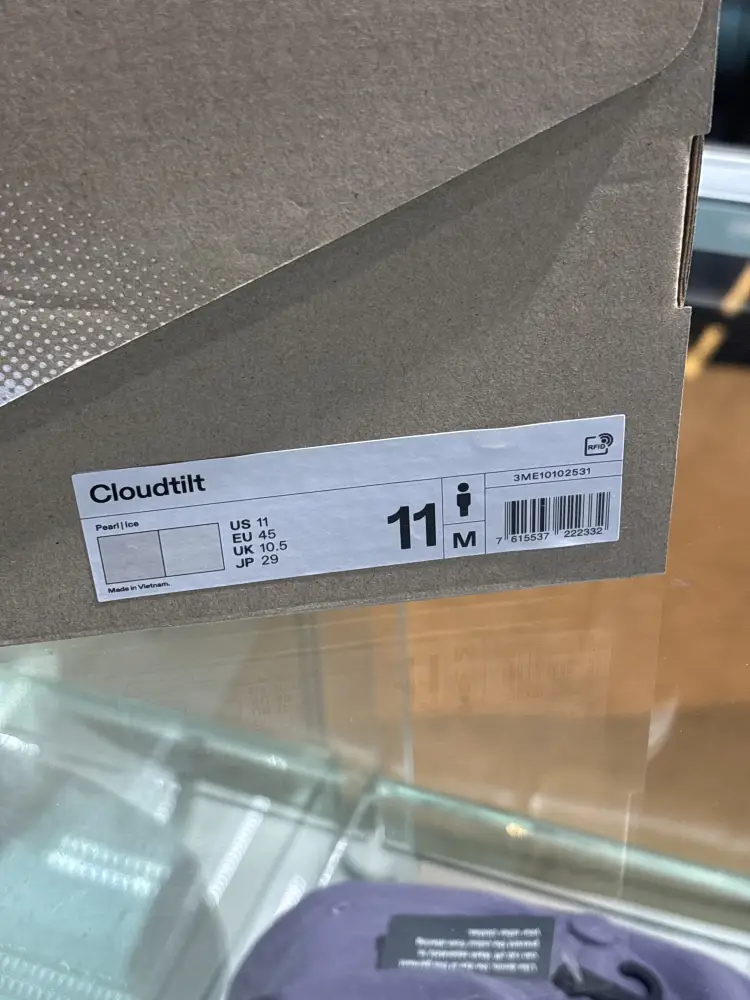 Cloudtilt
RFID
3ME10102531
Pearl | Ice
US 11
EU 45
UK 10.5
JP 29
11
M
7 615537 222332
Made in Vietnam.